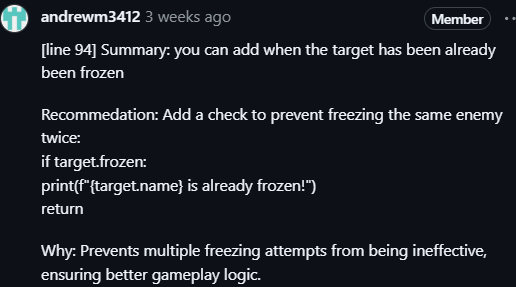 andrewm3412 3 weeks ago
Member
[line 94] Summary: you can add when the target has been already
been frozen
Recommedation: Add a check to prevent freezing the same enemy
twice:
if target.frozen:
print(f"{target.name} is already frozen!")
return
Why: Prevents multiple freezing attempts from being ineffective,
ensuring better gameplay logic.